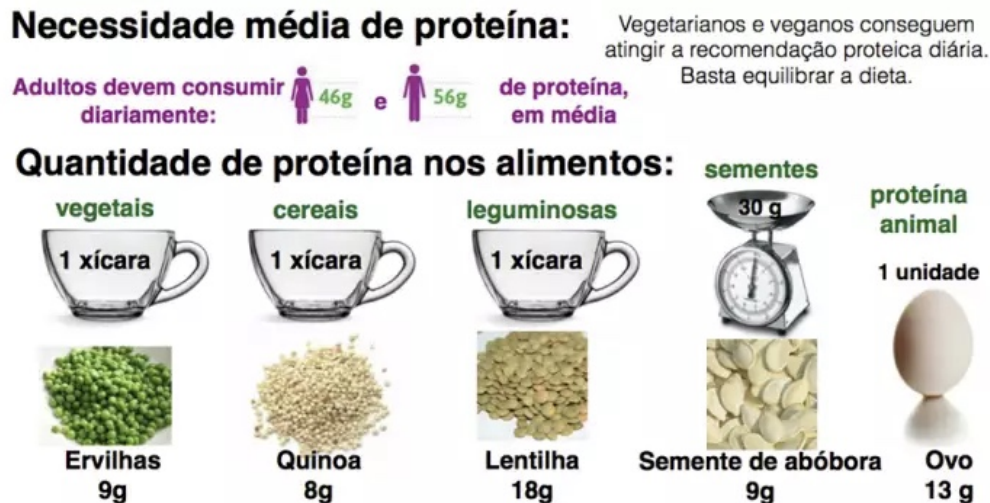 Necessidade média de proteína:
Vegetarianos e veganos conseguem
atingir a recomendação proteica diária.
Basta equilibrar a dieta.
Adultos devem consumir
diariamente:
46g e 56g
de proteína,
em média
Quantidade de proteína nos alimentos:
vegetais
1 xícara
Ervilhas
9g
cereais
1 xícara
Quinoa
8g
leguminosas
1 xícara
Lentilha
18g
sementes
30 g
Semente de abóbora
9g
proteína
animal
1 unidade
Ovo
13 g